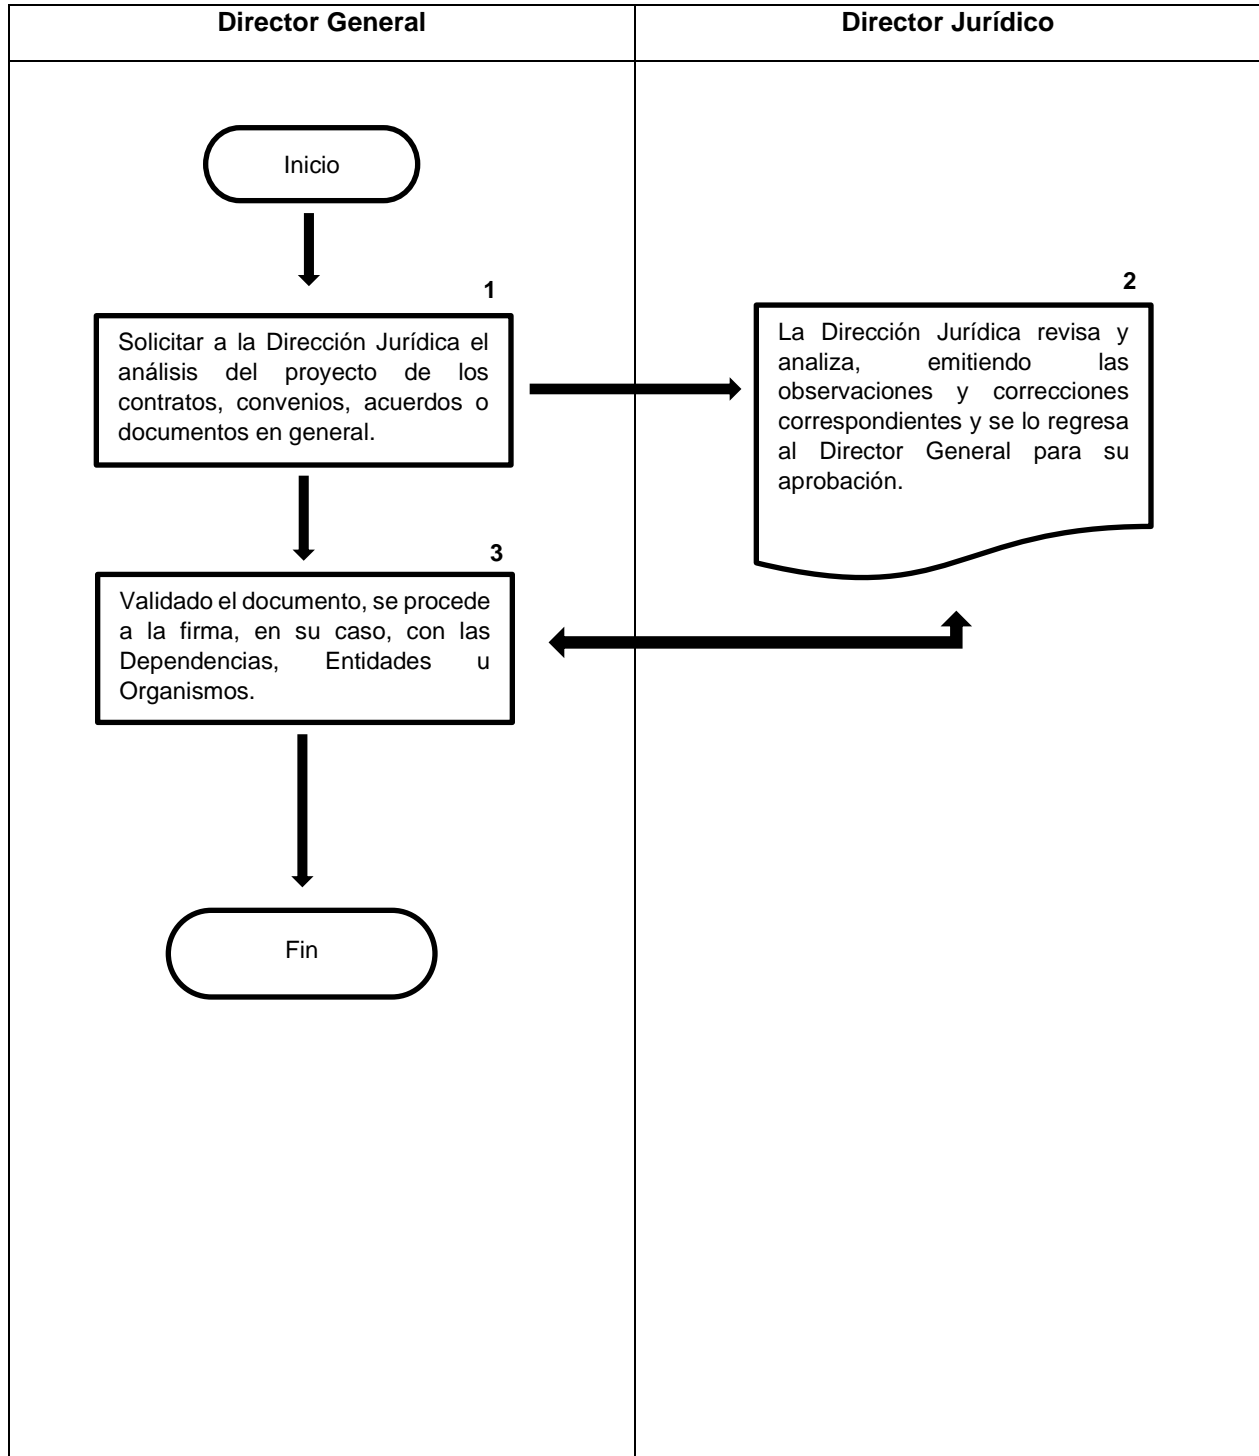 Director General
Director Jurídico
Inicio
1
Solicitar a la Dirección Jurídica el
análisis del proyecto de los
contratos, convenios, acuerdos o
documentos en general.
2
La Dirección Jurídica revisa y
analiza, emitiendo las
observaciones y correcciones
correspondientes y se lo regresa
al Director General para su
aprobación.
3
Validado el documento, se procede
a la firma, en su caso, con las
Dependencias, Entidades u
Organismos.
Fin